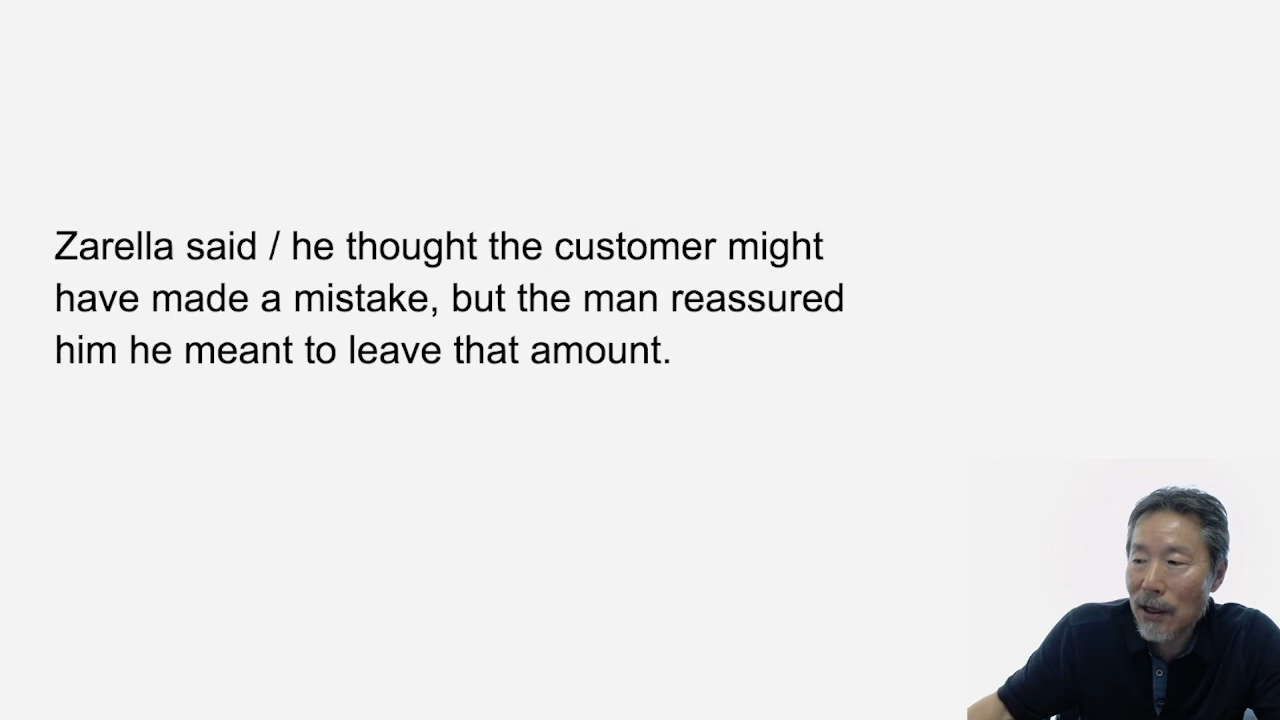 Zarella said / he thought the customer might
have made a mistake, but the man reassured
him he meant to leave that amount.